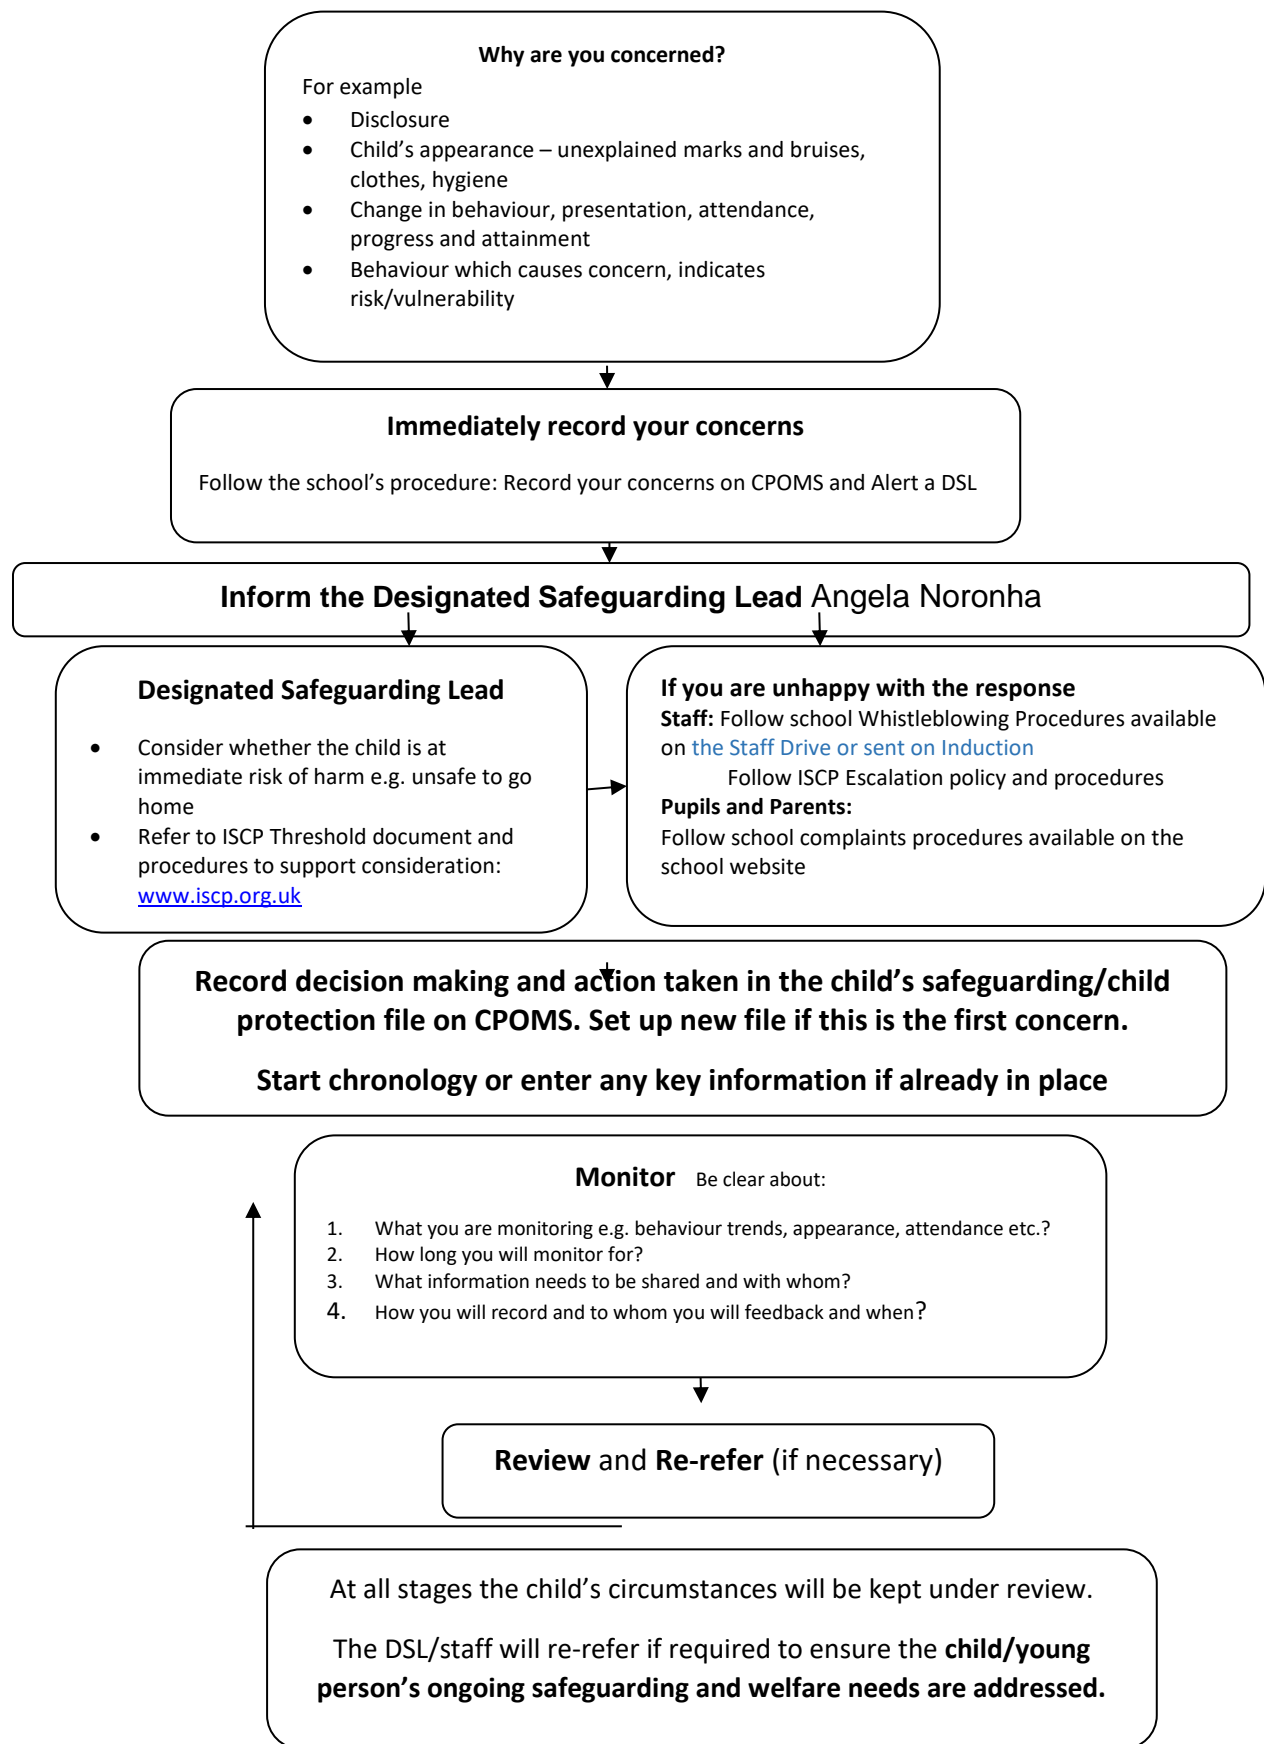 Why are you concerned?
For example
• Disclosure
• Child's appearance – unexplained marks and bruises,
clothes, hygiene
• Change in behaviour, presentation, attendance,
progress and attainment
• Behaviour which causes concern, indicates
risk/vulnerability
Immediately record your concerns
Follow the school's procedure: Record your concerns on CPOMS and Alert a DSL
Inform the Designated Safeguarding Lead Angela Noronha
Designated Safeguarding Lead
• Consider whether the child is at
immediate risk of harm e.g. unsafe to go
home
• Refer to ISCP Threshold document and
procedures to support consideration:
www.iscp.org.uk
If you are unhappy with the response
Staff: Follow school Whistleblowing Procedures available
on the Staff Drive or sent on Induction
Follow ISCP Escalation policy and procedures
Pupils and Parents:
Follow school complaints procedures available on the
school website
Record decision making and action taken in the child's safeguarding/child
protection file on CPOMS. Set up new file if this is the first concern.
Start chronology or enter any key information if already in place
Monitor Be clear about:
1. What you are monitoring e.g. behaviour trends, appearance, attendance etc.?
2. How long you will monitor for?
3. What information needs to be shared and with whom?
4. How you will record and to whom you will feedback and when?
Review and Re-refer (if necessary)
At all stages the child's circumstances will be kept under review.
The DSL/staff will re-refer if required to ensure the child/young
person's ongoing safeguarding and welfare needs are addressed.